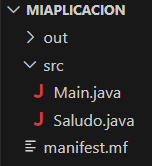 MIAPLICACION
out
src
J Main.java
J Saludo.java
manifest.mf